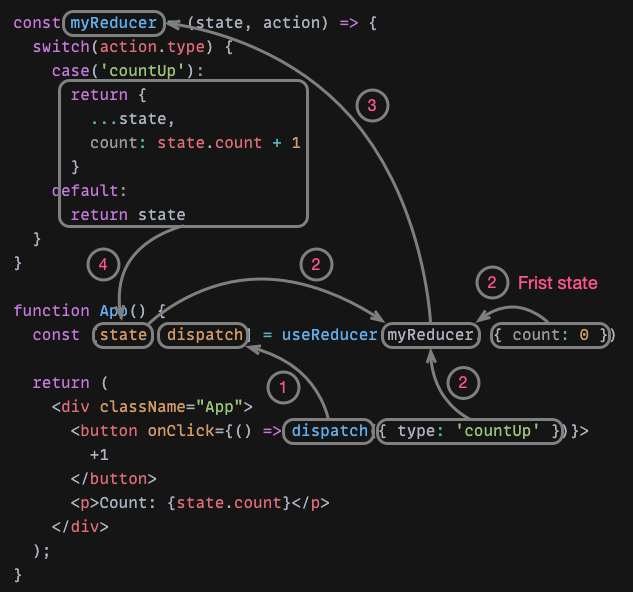 const myReducer = (state, action) => {
switch(action.type) {
case('countUp'):
return {
...state,
count: state.count + 1
}
default:
return state
}
}
3
4
2
2 Frist state
function App() {
const [state, dispatch] = useReducer(myReducer, { count: 0 })
1
2
return (
<div className="App">
<button onClick={() => dispatch({ type: 'countUp' })}>
+1
</button>
<p>Count: {state.count}</p>
</div>
);
}